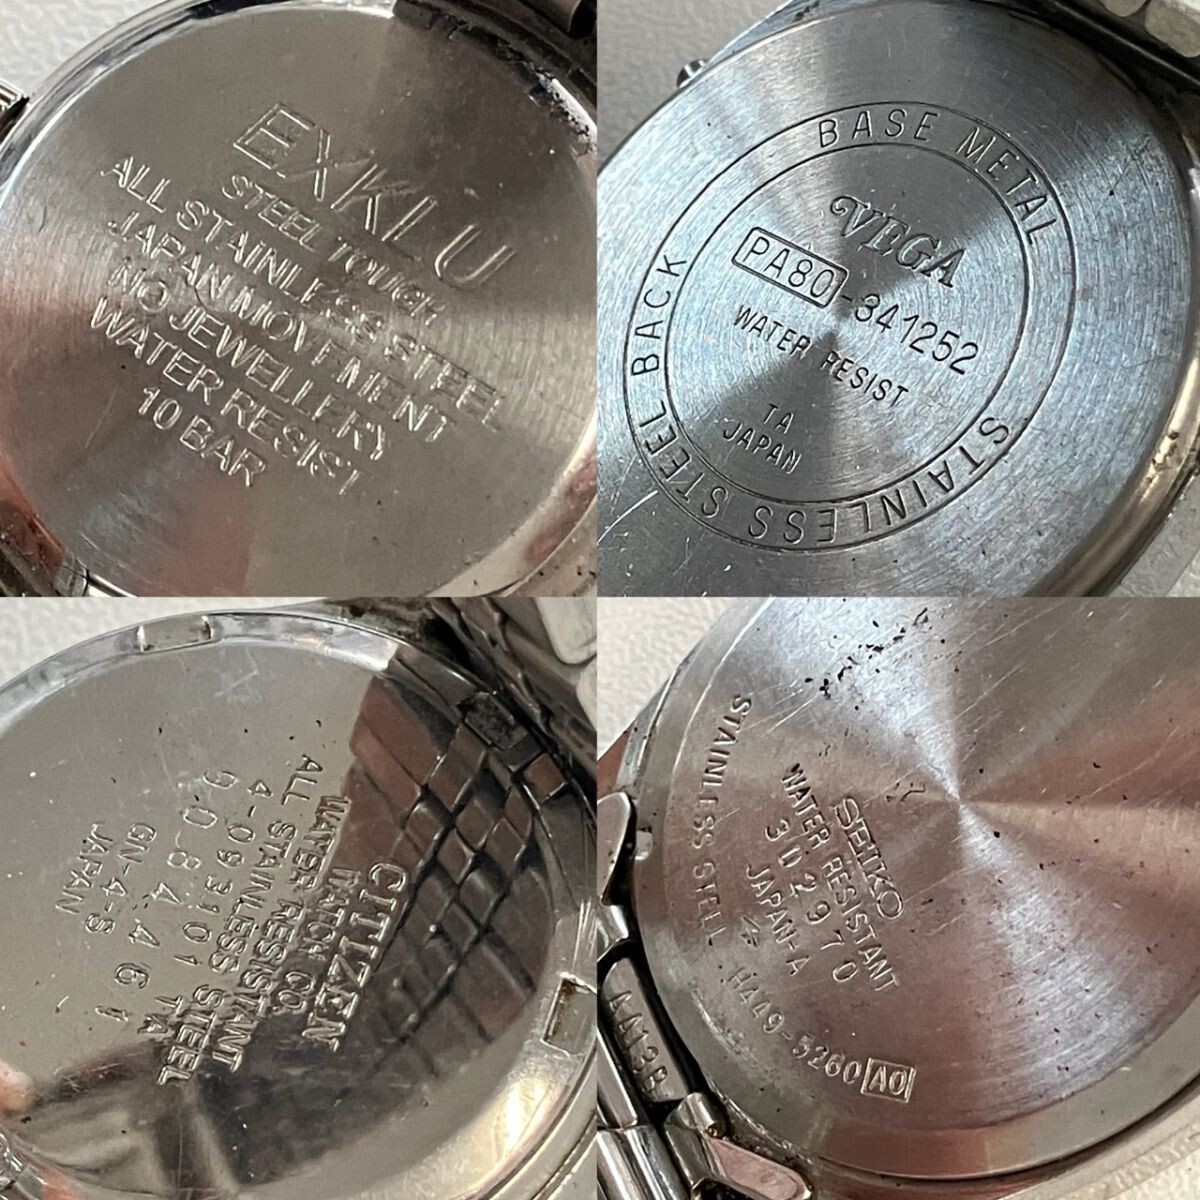 EXKLU
STEEL TOUGH
ALL STAINLESS STEEL
JAPAN MOVEMENT
NO JEWELLERY
WATER RESIST
10 BAR
BASE METAL
STAINLESS STEEL BACK
VEGA
PA80-341252
WATER RESIST
TA
JAPAN
CITIZEN
WATCH CO.
WATER RESISTANT
ALL STAINLESS STEEL
4-093101 TA
9084461
GN-4-S
JAPAN
SEIKO
WATER RESISTANT
3D2970
JAPAN-A
STAINLESS STEEL
H449-5260 A0
AA13B